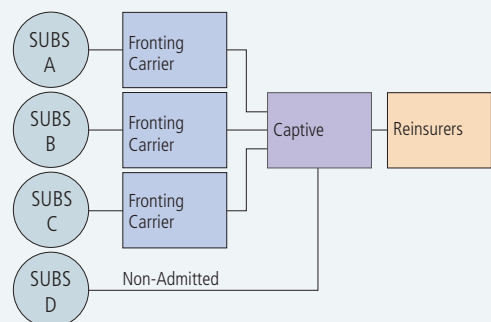 SUBS
A
Fronting
Carrier
SUBS
B
Fronting
Carrier
Captive
Reinsurers
SUBS
C
Fronting
Carrier
SUBS
D
Non-Admitted